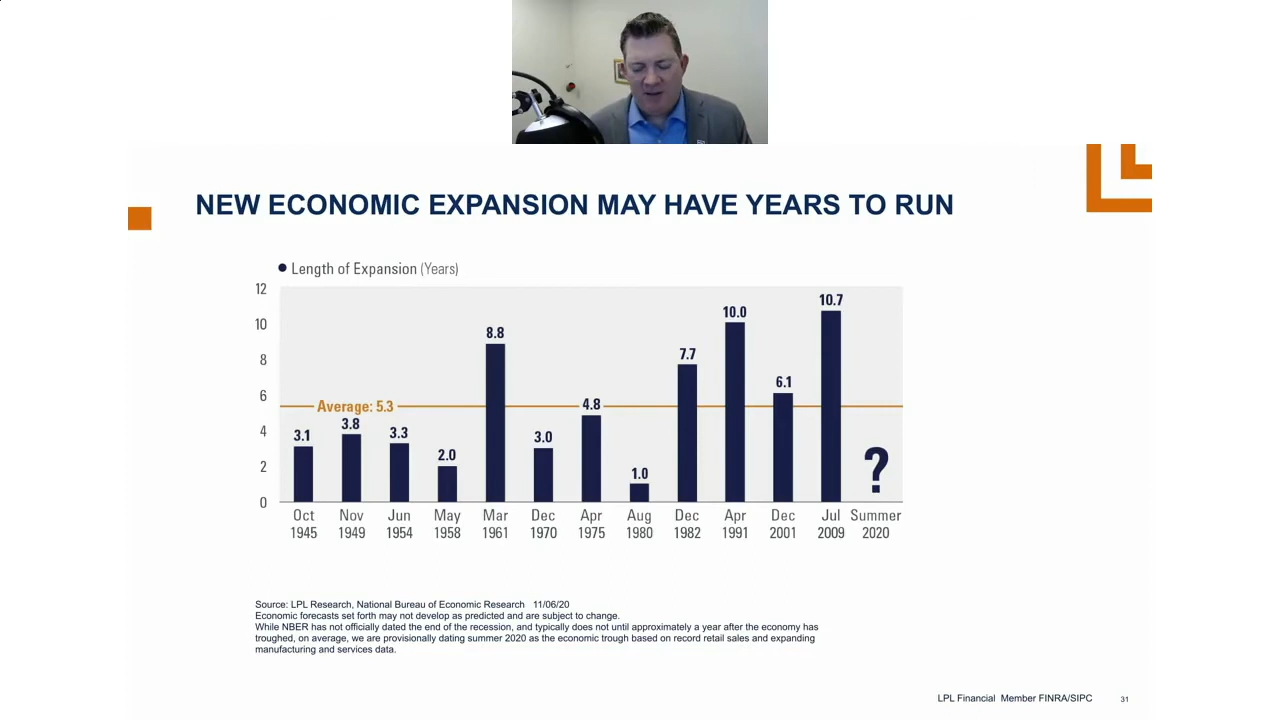 NEW ECONOMIC EXPANSION MAY HAVE YEARS TO RUN
Length of Expansion (Years)
12
10
8
6
4
2
0
Average: 5.3
3.1
3.8
3.3
2.0
8.8
3.0
4.8
1.0
7.7
10.0
6.1
10.7
?
Oct Nov Jun May Mar Dec Apr Aug Dec Apr Dec Jul Summer
1945 1949 1954 1958 1961 1970 1975 1980 1982 1991 2001 2009 2020
Source: LPL Research, National Bureau of Economic Research 11/06/20
Economic forecasts set forth may not develop as predicted and are subject to change.
While NBER has not officially dated the end of the recession, and typically does not until approximately a year after the economy has
troughed, on average, we are provisionally dating summer 2020 as the economic trough based on record retail sales and expanding
manufacturing and services data.
LPL Financial Member FINRA/SIPC 31